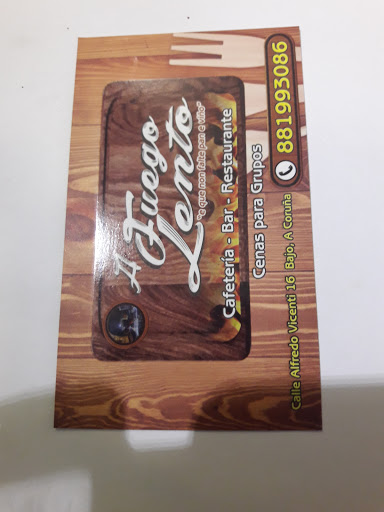 A Fuego
Lento
"e que non falte pan e viño"
Cafetería - Bar - Restaurante
Cenas para Grupos
881993086
Calle Alfredo Vicenti 16 Bajo, A Coruña